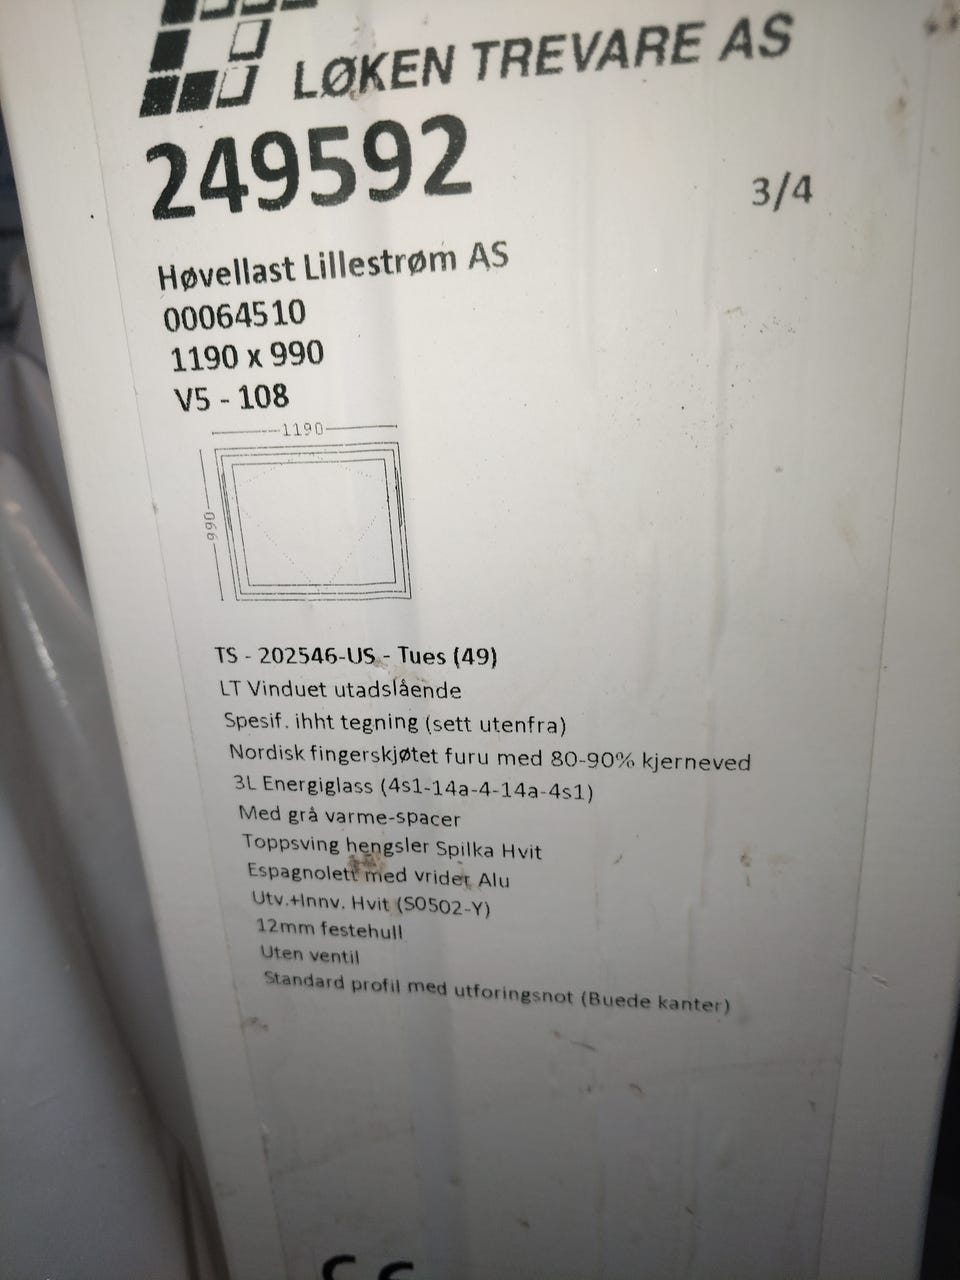 LØKEN TREVARE AS
249592
3/4
Høvellast Lillestrøm AS
00064510
1190 x 990
V5 - 108
1190
990
TS - 202546-US - Tues (49)
LT Vinduet utadslående
Spesif. ihht tegning (sett utenfra)
Nordisk fingerskjøtet furu med 80-90% kjerneved
3L Energiglass (4s1-14a-4-14a-4s1)
Med grå varme-spacer
Toppsving hengsler Spilka Hvit
Espagnolett med vrider Alu
Utv.+Innv. Hvit (S0502-Y)
12mm festehull
Uten ventil
Standard profil med utforingsnot (Buede kanter)